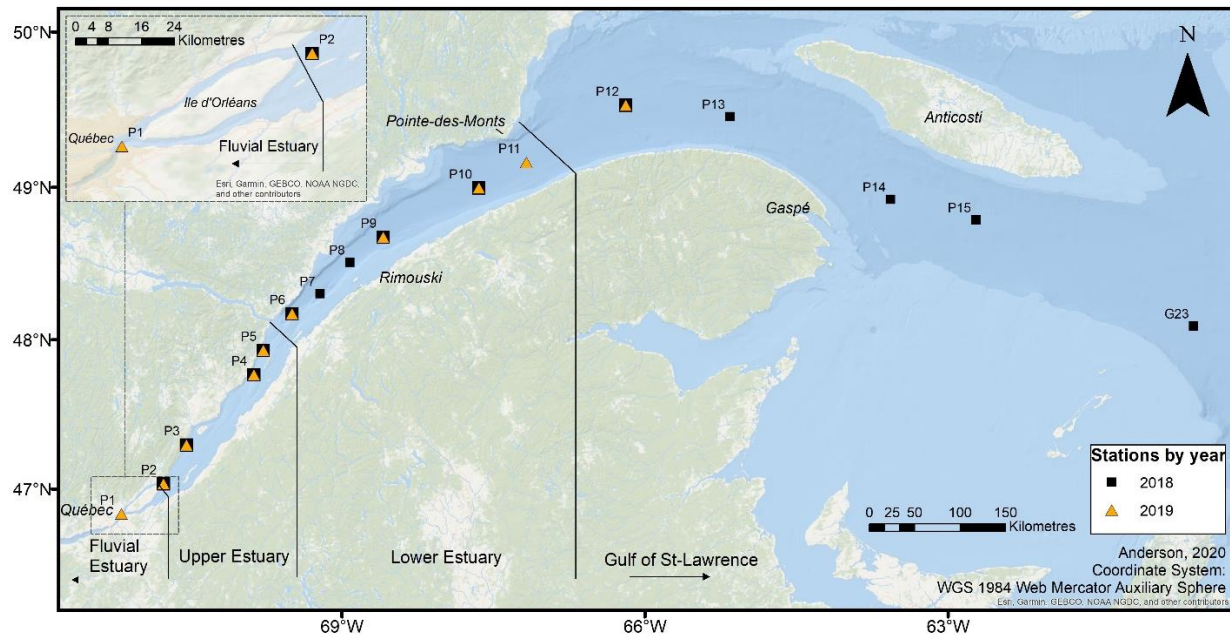 50°N
49°N
48°N
47°N
69°W
66°W
63°W
0 4 8 16 24
Kilometres
P2
Ile d'Orléans
P1
Québec
Fluvial Estuary
Esri, Garmin, GEBCO, NOAA NGDC,
and other contributors
N
P12
P13
Anticosti
Pointe-des-Monts
P11
P10
P14
Gaspé
P15
P9
P8
Rimouski
P7
P6
G23
P5
P4
P3
P2
P1
Québec
Fluvial
Estuary
Upper Estuary
Lower Estuary
Gulf of St-Lawrence
0 25 50 100 150
Kilometres
Stations by year
2018
2019
Anderson, 2020
Coordinate System:
WGS 1984 Web Mercator Auxiliary Sphere
Esri, Garmin, GEBCO, NOAA NGDC, and other contributors